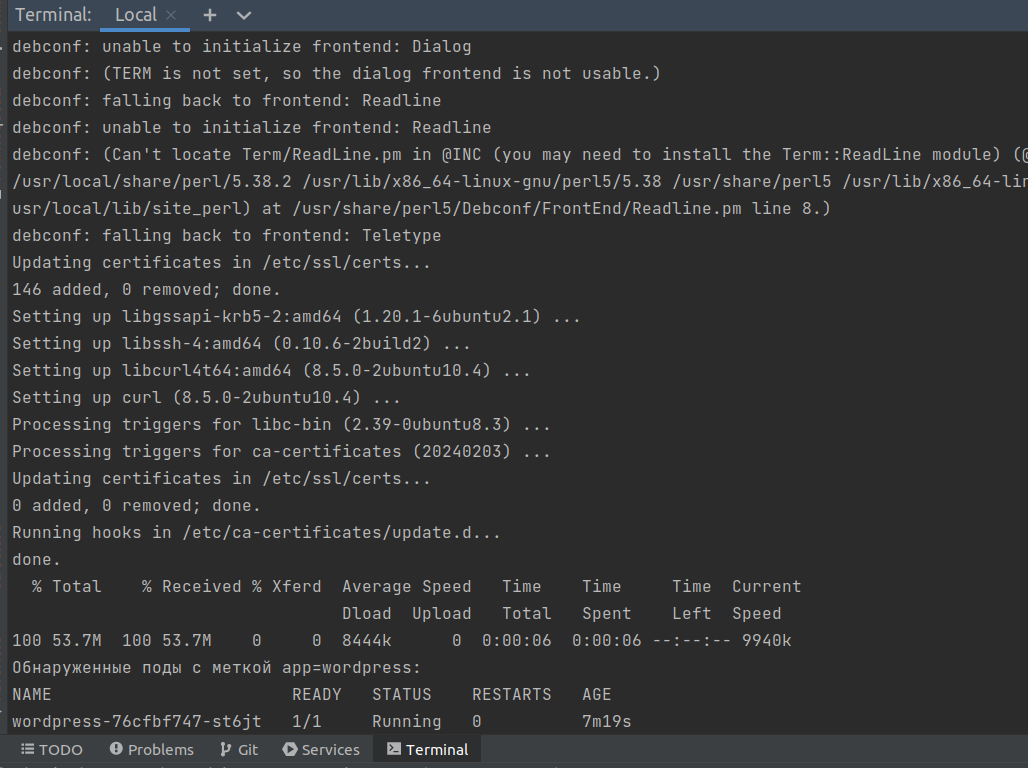 Terminal: Local × +
debconf: unable to initialize frontend: Dialog
debconf: (TERM is not set, so the dialog frontend is not usable.)
debconf: falling back to frontend: Readline
debconf: unable to initialize frontend: Readline
debconf: (Can't locate Term/ReadLine.pm in @INC (you may need to install the Term::ReadLine module) (@
/usr/local/share/perl/5.38.2 /usr/lib/x86_64-linux-gnu/perl5/5.38 /usr/share/perl5 /usr/lib/x86_64-lin
usr/local/lib/site_perl) at /usr/share/perl5/Debconf/FrontEnd/Readline.pm line 8.)
debconf: falling back to frontend: Teletype
Updating certificates in /etc/ssl/certs...
146 added, 0 removed; done.
Setting up libgssapi-krb5-2:amd64 (1.20.1-6ubuntu2.1) ...
Setting up libssh-4:amd64 (0.10.6-2build2) ...
Setting up libcurl4t64:amd64 (8.5.0-2ubuntu10.4) ...
Setting up curl (8.5.0-2ubuntu10.4) ...
Processing triggers for libc-bin (2.39-0ubuntu8.3) ...
Processing triggers for ca-certificates (20240203) ...
Updating certificates in /etc/ssl/certs...
0 added, 0 removed; done.
Running hooks in /etc/ca-certificates/update.d...
done.
% Total % Received % Xferd Average Speed Time Time Time Current
Dload Upload Total Spent Left Speed
100 53.7M 100 53.7M 0 0 8444k 0 0:00:06 0:00:06 --:--:-- 9940k
Обнаруженные поды с меткой app=wordpress:
NAME READY STATUS RESTARTS AGE
wordpress-76cfbf747-st6jt 1/1 Running 0 7m19s
TODO Problems Git Services Terminal